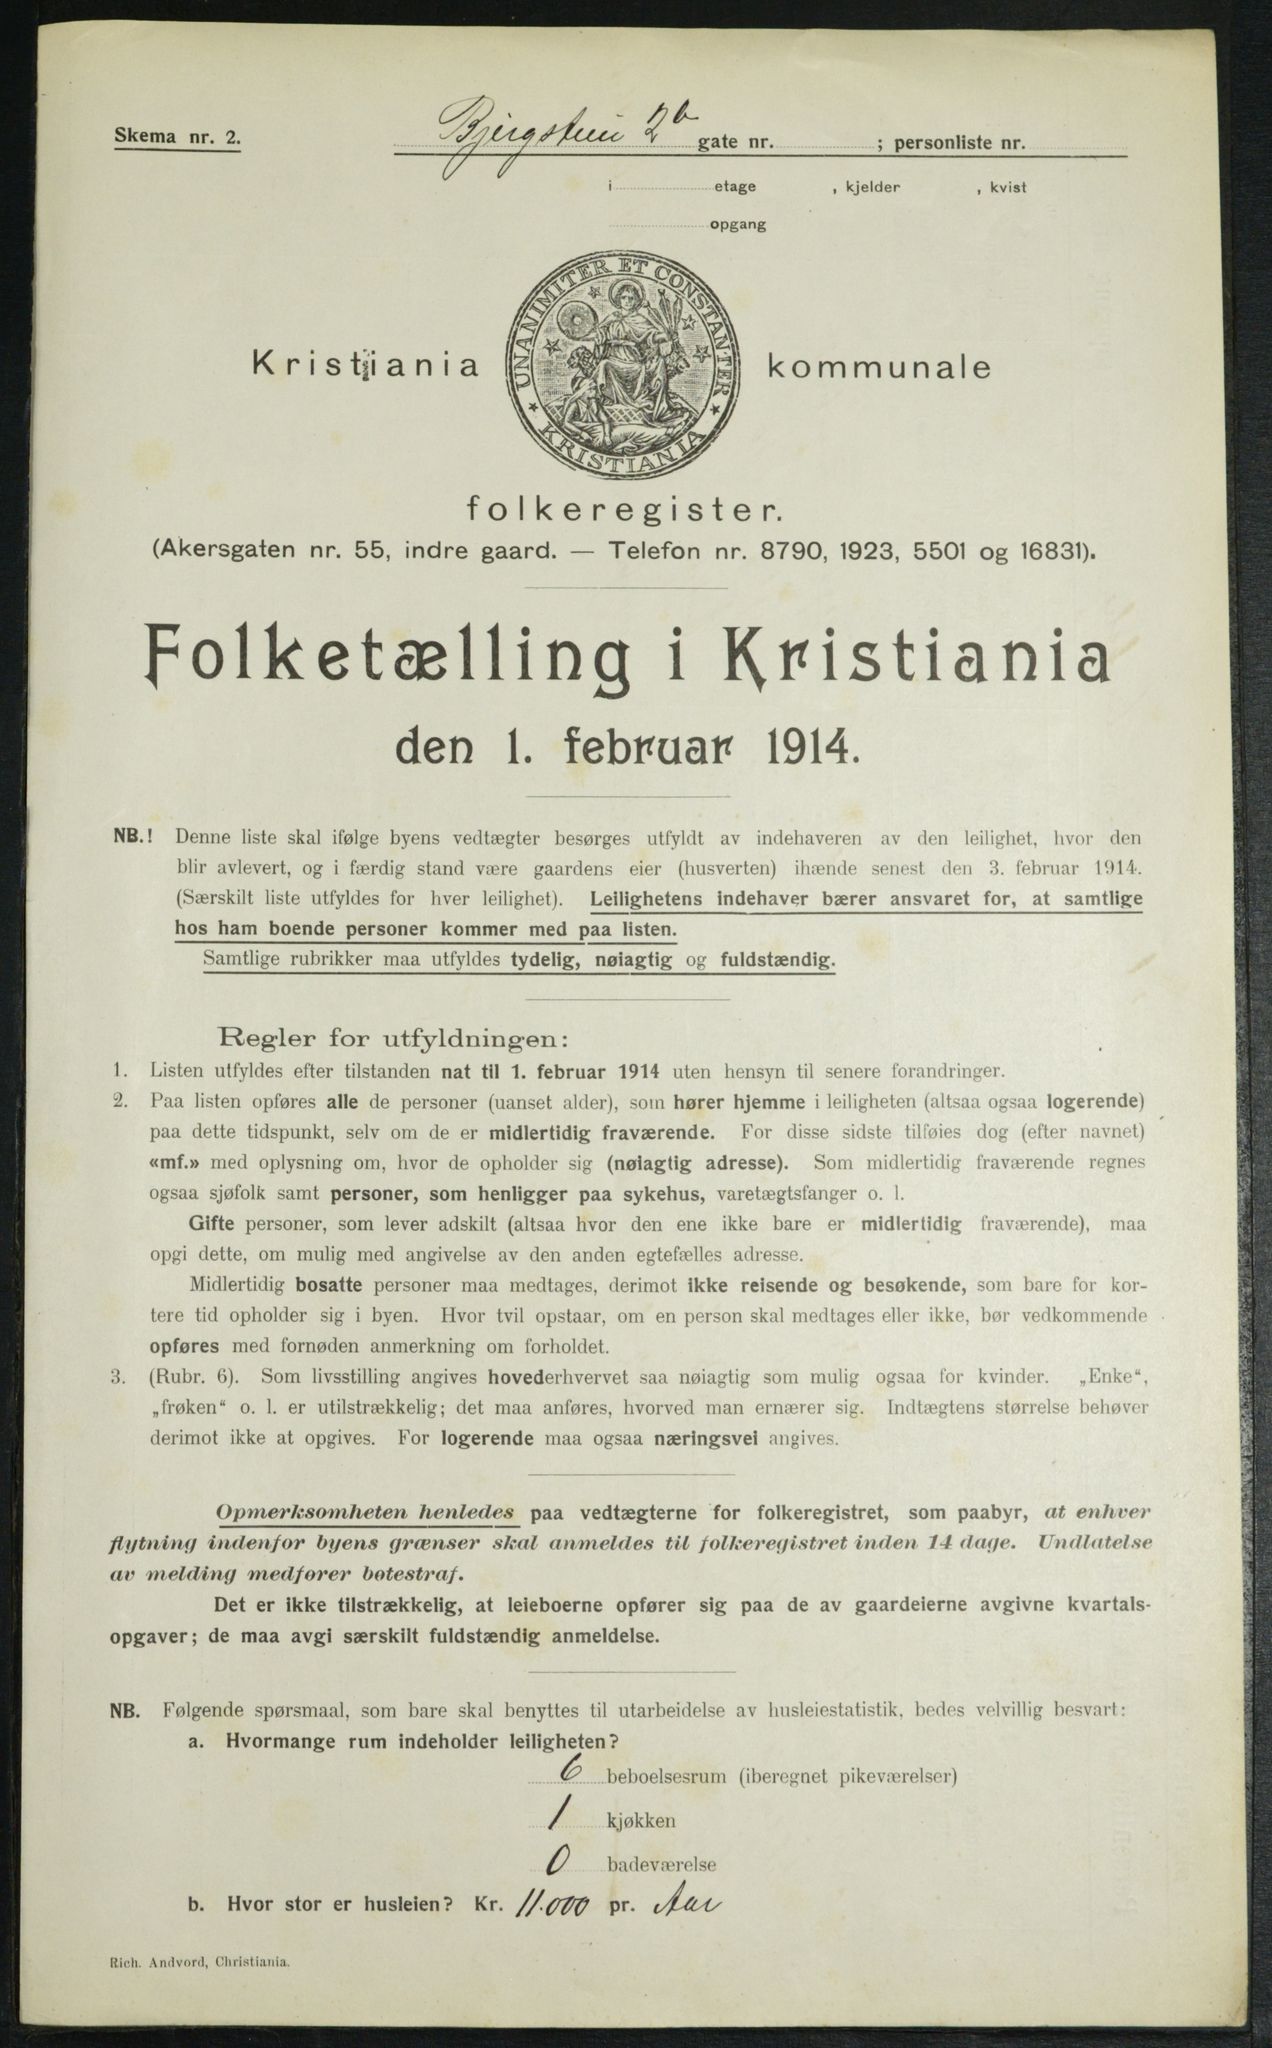 Skema nr. 2.
Bjergstien 2b gate nr. ; personliste nr.
i etage , kjelder , kvist
opgang
UNANIMITER ET CONSTANTER
★ KRISTIANIA ★
Kristiania kommunale
folkeregister.
(Akersgaten nr. 55, indre gaard. — Telefon nr. 8790, 1923, 5501 og 16831).
Folketælling i Kristiania
den 1. februar 1914.
NB.! Denne liste skal ifølge byens vedtægter besørges utfyldt av indehaveren av den leilighet, hvor den
blir avlevert, og i færdig stand være gaardens eier (husverten) ihænde senest den 3. februar 1914.
(Særskilt liste utfyldes for hver leilighet). Leilighetens indehaver bærer ansvaret for, at samtlige
hos ham boende personer kommer med paa listen.
Samtlige rubrikker maa utfyldes tydelig, nøiagtig og fuldstændig.
Regler for utfyldningen:
1. Listen utfyldes efter tilstanden nat til 1. februar 1914 uten hensyn til senere forandringer.
2. Paa listen opføres alle de personer (uanset alder), som hører hjemme i leiligheten (altsaa ogsaa logerende)
paa dette tidspunkt, selv om de er midlertidig fraværende. For disse sidste tilføies dog (efter navnet)
«mf.» med oplysning om, hvor de opholder sig (nøiagtig adresse). Som midlertidig fraværende regnes
ogsaa sjøfolk samt personer, som henligger paa sykehus, varetægtsfanger o. l.
Gifte personer, som lever adskilt (altsaa hvor den ene ikke bare er midlertidig fraværende), maa
opgi dette, om mulig med angivelse av den anden egtefælles adresse.
Midlertidig bosatte personer maa medtages, derimot ikke reisende og besøkende, som bare for kor-
tere tid opholder sig i byen. Hvor tvil opstaar, om en person skal medtages eller ikke, bør vedkommende
opføres med fornøden anmerkning om forholdet.
3. (Rubr. 6). Som livsstilling angives hovederhvervet saa nøiagtig som mulig ogsaa for kvinder. „Enke“,
„frøken“ o. l. er utilstrækkelig; det maa anføres, hvorved man ernærer sig. Indtægtens størrelse behøver
derimot ikke at opgives. For logerende maa ogsaa næringsvei angives.
Opmerksomheten henledes paa vedtægterne for folkeregistret, som paabyr, at enhver
flytning indenfor byens grænser skal anmeldes til folkeregistret inden 14 dage. Undlatelse
av melding medfører bøtestraf.
Det er ikke tilstrækkelig, at leieboerne opfører sig paa de av gaardeierne avgivne kvartals-
opgaver; de maa avgi særskilt fuldstændig anmeldelse.
NB. Følgende spørsmaal, som bare skal benyttes til utarbeidelse av husleiestatistik, bedes velvillig besvart:
a. Hvormange rum indeholder leiligheten?
6 beboelsesrum (iberegnet pikeværelser)
1 kjøkken
0 badeværelse
b. Hvor stor er husleien? Kr. 11.000 pr. Aar
Rich. Andvord, Christiania.